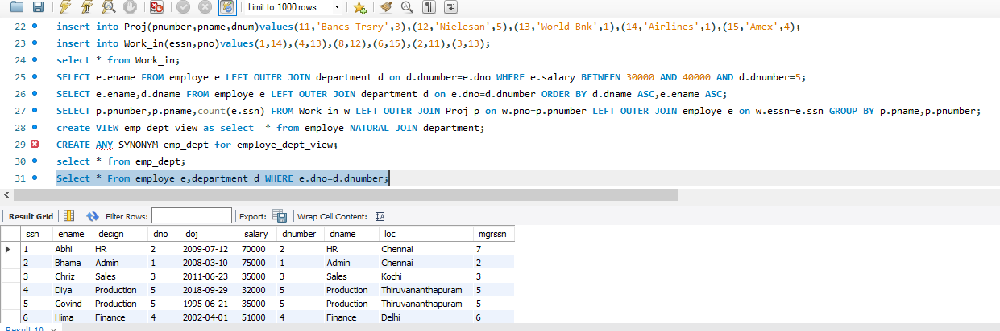 Limit to 1000 rows
22 insert into Proj(pnumber,pname,dnum)values(11,'Bancs Trsry',3),(12,'Nielesan',5),(13,'World Bnk',1),(14,'Airlines',1),(15,'Amex',4);
23 insert into Work_in(essn,pno)values(1,14),(4,13),(8,12),(6,15),(2,11),(3,13);
24 select * from Work_in;
25 SELECT e.ename FROM employe e LEFT OUTER JOIN department d on d.dnumber=e.dno WHERE e.salary BETWEEN 30000 AND 40000 AND d.dnumber=5;
26 SELECT e.ename,d.dname FROM employe e LEFT OUTER JOIN department d on e.dno=d.dnumber ORDER BY d.dname ASC,e.ename ASC;
27 SELECT p.pnumber,p.pname,count(e.ssn) FROM Work_in w LEFT OUTER JOIN Proj p on w.pno=p.pnumber LEFT OUTER JOIN employe e on w.essn=e.ssn GROUP BY p.pname,p.pnumber;
28 create VIEW emp_dept_view as select  * from employe NATURAL JOIN department;
29 CREATE ANY SYNONYM emp_dept for employe_dept_view;
30 select * from emp_dept;
31 Select * From employe e,department d WHERE e.dno=d.dnumber;
Result Grid Filter Rows: Export: Wrap Cell Content:
ssn ename design dno doj salary dnumber dname loc mgrssn
1 Abhi HR 2 2009-07-12 70000 2 HR Chennai 7
2 Bhama Admin 1 2008-03-10 75000 1 Admin Chennai 2
3 Chriz Sales 3 2011-06-23 35000 3 Sales Kochi 3
4 Diya Production 5 2018-09-29 32000 5 Production Thiruvananthapuram 5
5 Govind Production 5 1995-06-21 35000 5 Production Thiruvananthapuram 5
6 Hima Finance 4 2002-04-01 51000 4 Finance Delhi 6
Result 10